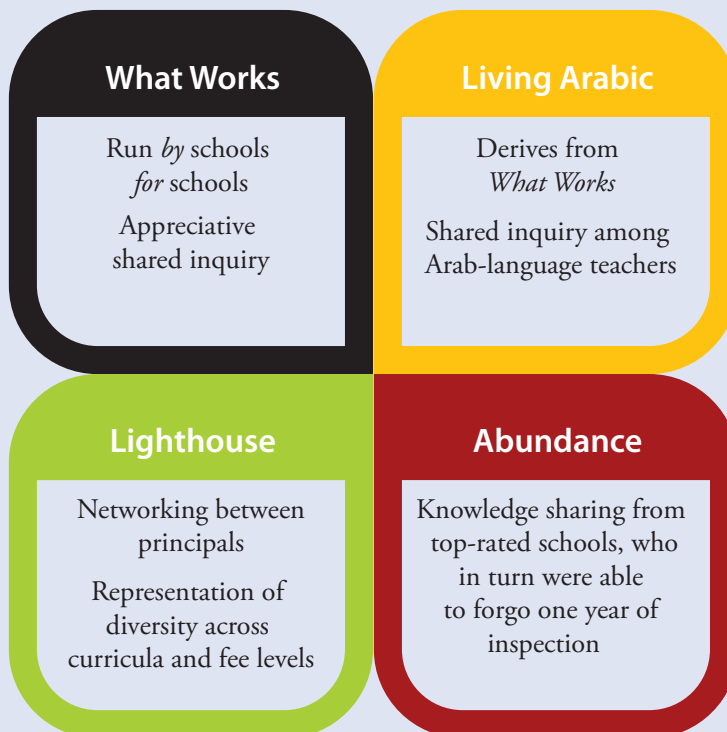 What Works
Run by schools
for schools
Appreciative
shared inquiry
Living Arabic
Derives from
What Works
Shared inquiry among
Arab-language teachers
Lighthouse
Networking between
principals
Representation of
diversity across
curricula and fee levels
Abundance
Knowledge sharing from
top-rated schools, who
in turn were able
to forgo one year of
inspection